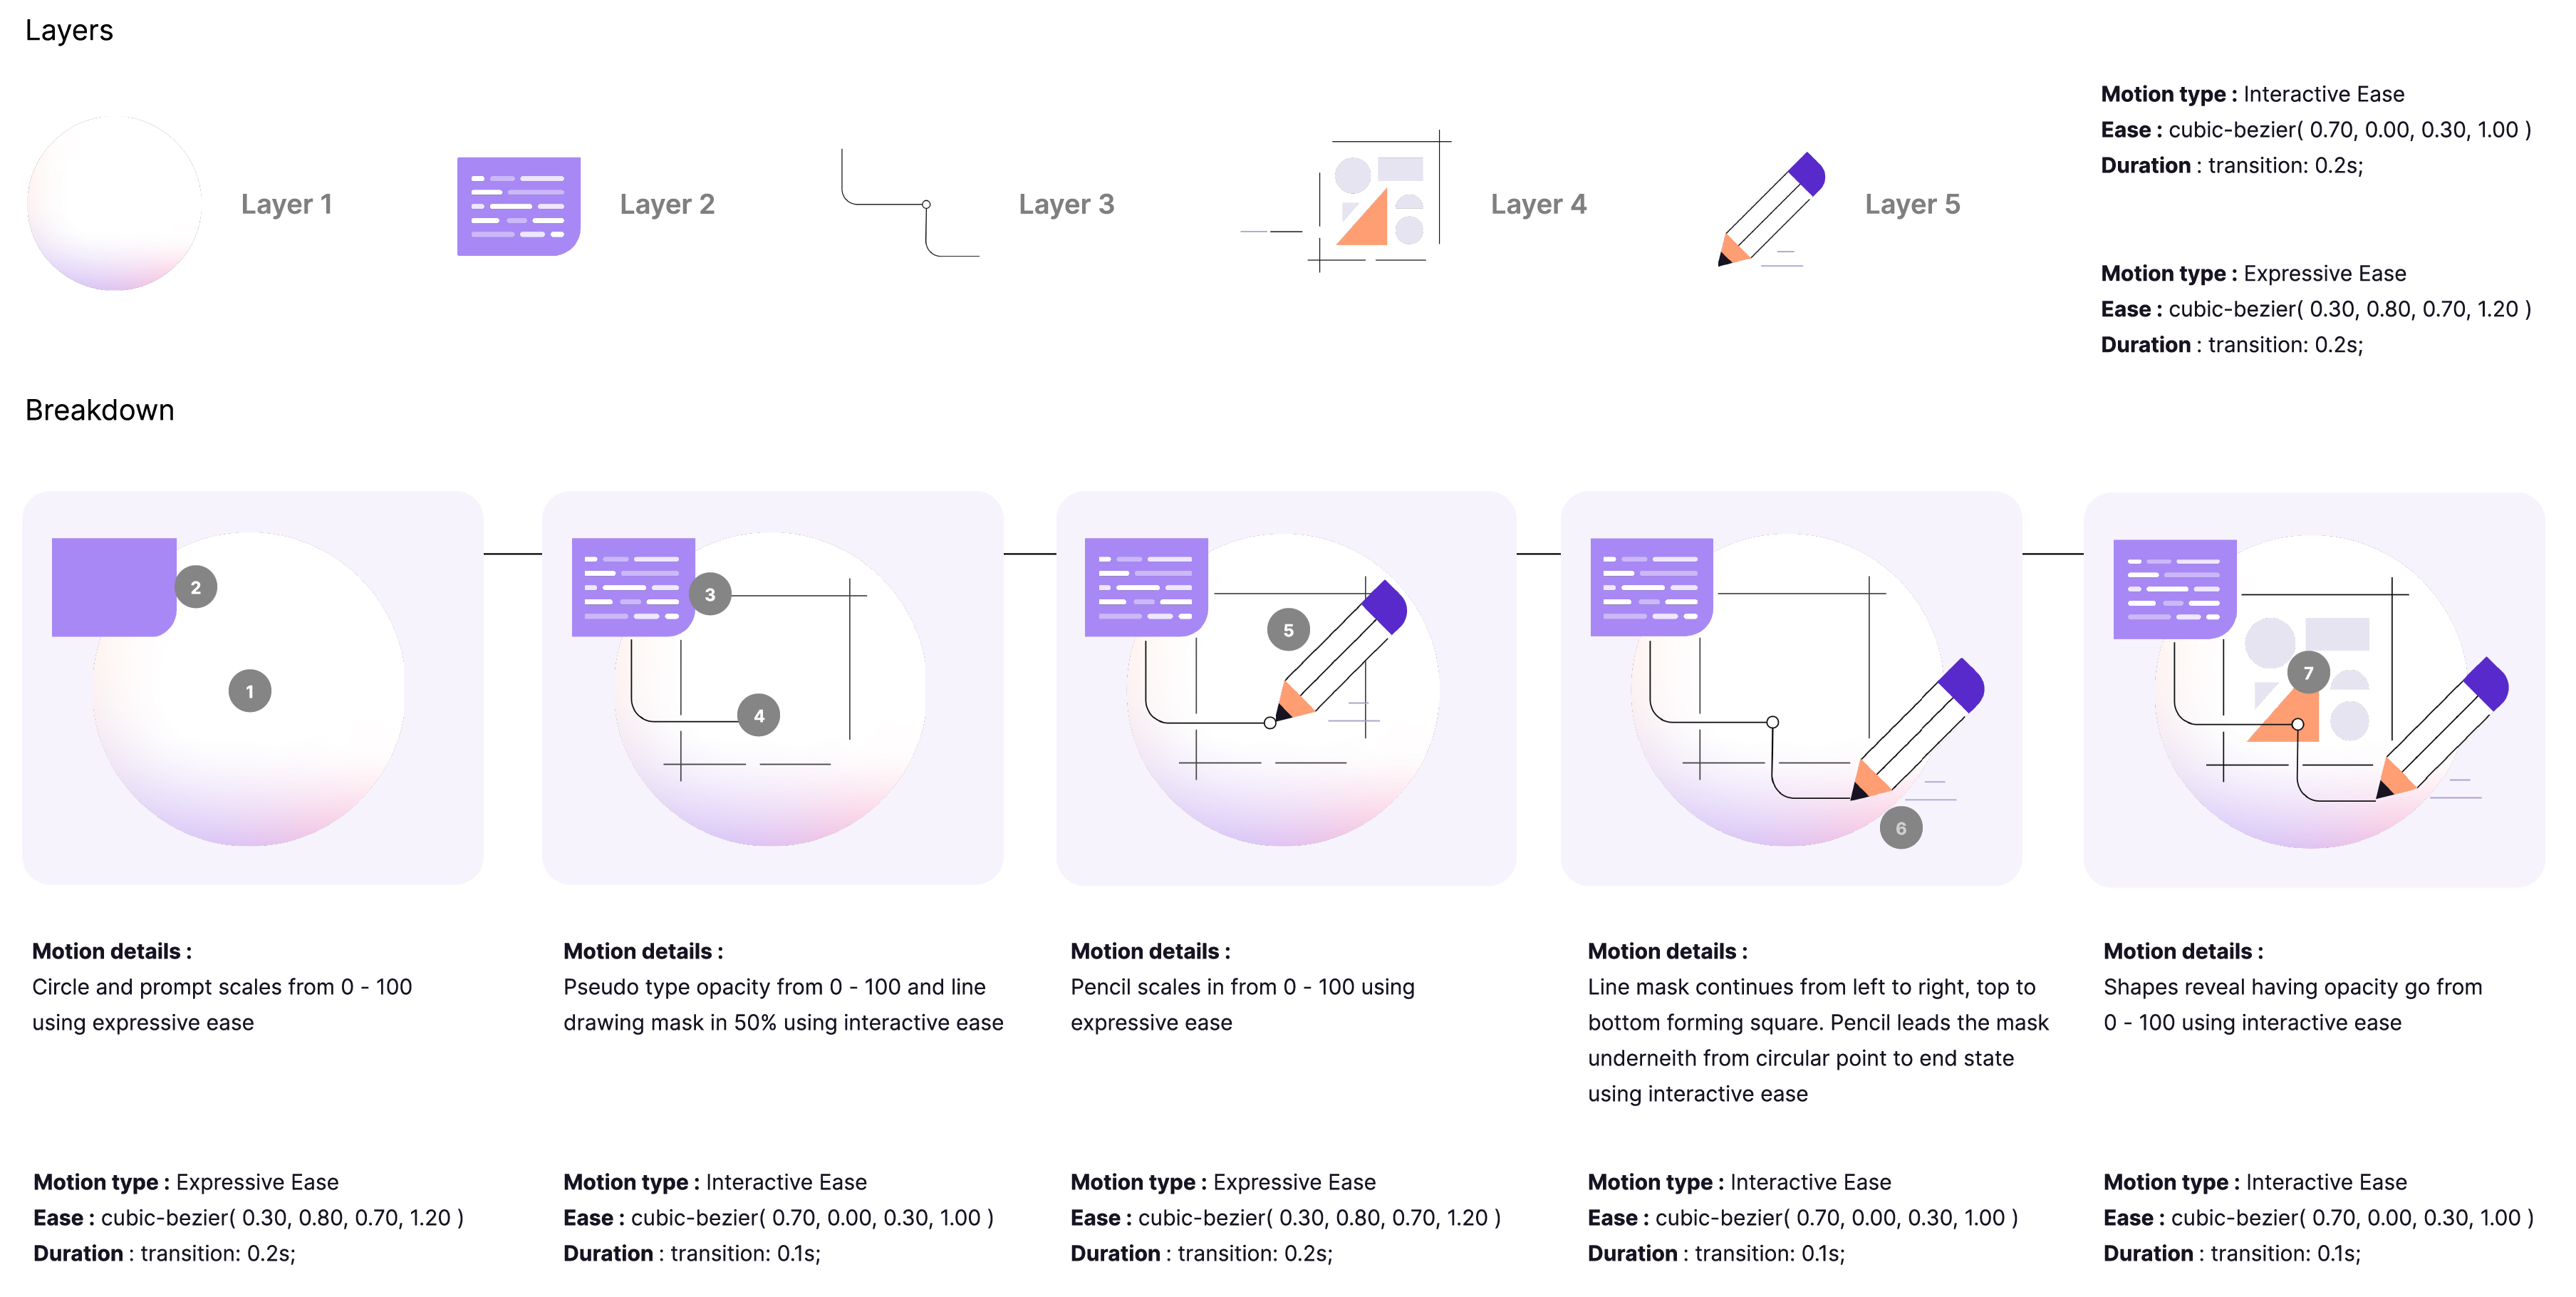 Layers
Layer 1
Layer 2
Layer 3
Layer 4
Layer 5
Motion type : Interactive Ease
Ease : cubic-bezier( 0.70, 0.00, 0.30, 1.00 )
Duration : transition: 0.2s;
Motion type : Expressive Ease
Ease : cubic-bezier( 0.30, 0.80, 0.70, 1.20 )
Duration : transition: 0.2s;
Breakdown
2
1
3
4
5
6
7
Motion details :
Circle and prompt scales from 0 - 100
using expressive ease
Motion type : Expressive Ease
Ease : cubic-bezier( 0.30, 0.80, 0.70, 1.20 )
Duration : transition: 0.2s;
Motion details :
Pseudo type opacity from 0 - 100 and line
drawing mask in 50% using interactive ease
Motion type : Interactive Ease
Ease : cubic-bezier( 0.70, 0.00, 0.30, 1.00 )
Duration : transition: 0.1s;
Motion details :
Pencil scales in from 0 - 100 using
expressive ease
Motion type : Expressive Ease
Ease : cubic-bezier( 0.30, 0.80, 0.70, 1.20 )
Duration : transition: 0.2s;
Motion details :
Line mask continues from left to right, top to
bottom forming square. Pencil leads the mask
underneith from circular point to end state
using interactive ease
Motion type : Interactive Ease
Ease : cubic-bezier( 0.70, 0.00, 0.30, 1.00 )
Duration : transition: 0.1s;
Motion details :
Shapes reveal having opacity go from
0 - 100 using interactive ease
Motion type : Interactive Ease
Ease : cubic-bezier( 0.70, 0.00, 0.30, 1.00 )
Duration : transition: 0.1s;